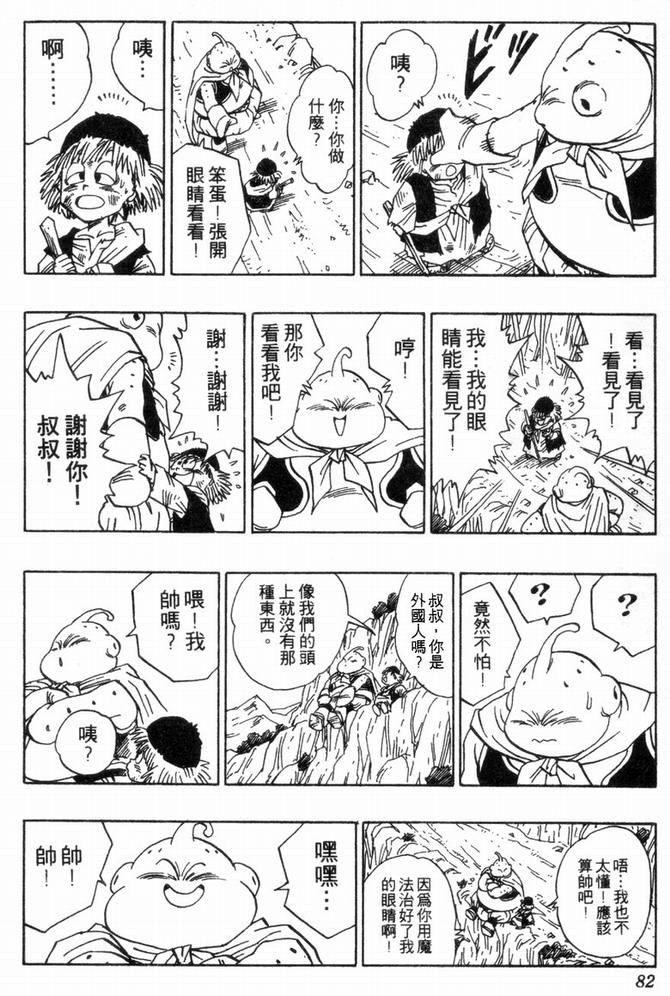 咦?
你…你做
什麼?
笨蛋!張開
眼睛看看!
咦…
啊……
看…看見了
!看見了!
我…我的眼
睛能看見了!
哼!
那你
看看我吧!
謝…謝謝!
謝謝你!
叔叔!
?
?
竟然不怕!
叔叔,你是
外國人嗎?
像我們的頭
上就沒有那
種東西。
喂!我
帥嗎?
咦?
唔…我也不
太懂!應該
算帥吧!
因為你用魔
法治好了我
的眼睛啊!
嘿嘿…
帥!
帥!
82